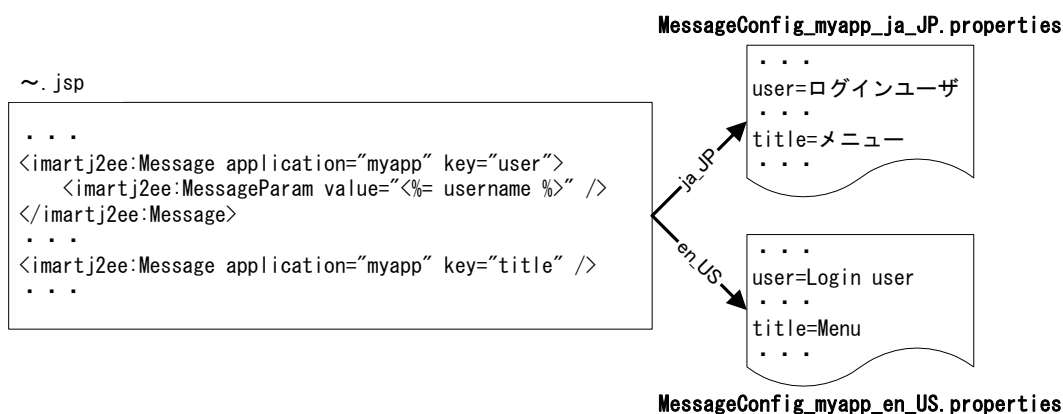 MessageConfig_myapp_ja_JP.properties
～.jsp
・・・
<imartj2ee:Message application="myapp" key="user">
<imartj2ee:MessageParam value="<%= username %>" />
</imartj2ee:Message>
・・・
<imartj2ee:Message application="myapp" key="title" />
・・・
ja_JP
・・・
user=ログインユーザ
・・・
title=メニュー
・・・
en_US
・・・
user=Login user
・・・
title=Menu
・・・
MessageConfig_myapp_en_US.properties